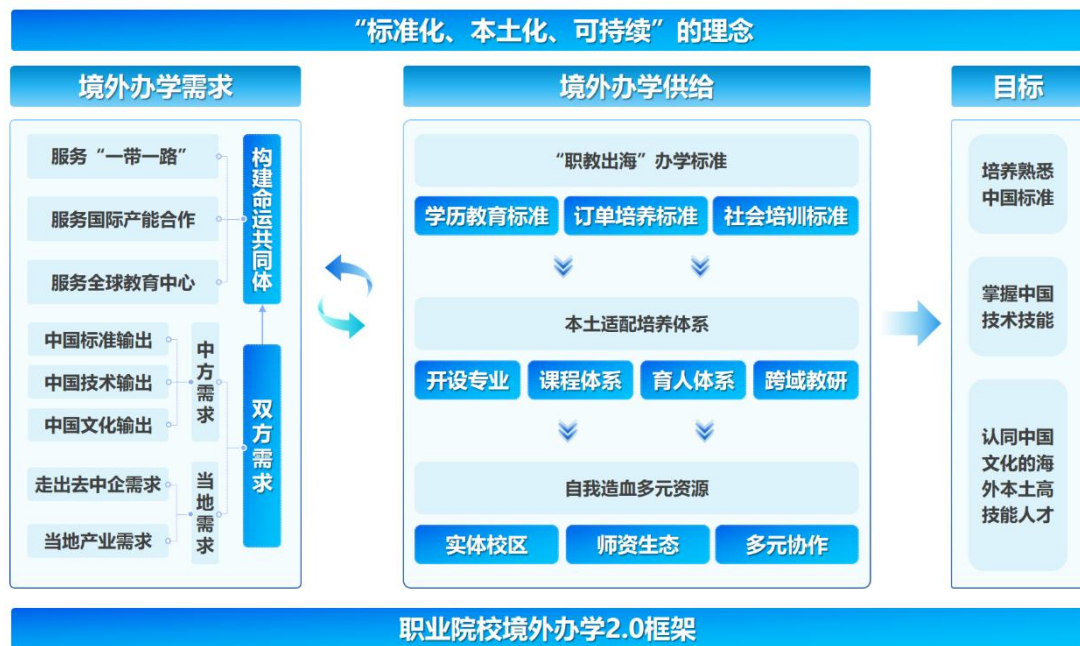 “标准化、本土化、可持续”的理念
境外办学需求
服务“一带一路”
服务国际产能合作
服务全球教育中心
构建命运共同体
中国标准输出
中国技术输出
中国文化输出
中方需求
走出去中企需求
当地产业需求
当地需求
双方需求
境外办学供给
“职教出海”办学标准
学历教育标准 订单培养标准 社会培训标准
本土适配培养体系
开设专业 课程体系 育人体系 跨域教研
自我造血多元资源
实体校区 师资生态 多元协作
目标
培养熟悉
中国标准
掌握中国
技术技能
认同中国
文化的海
外本土高
技能人才
职业院校境外办学2.0框架